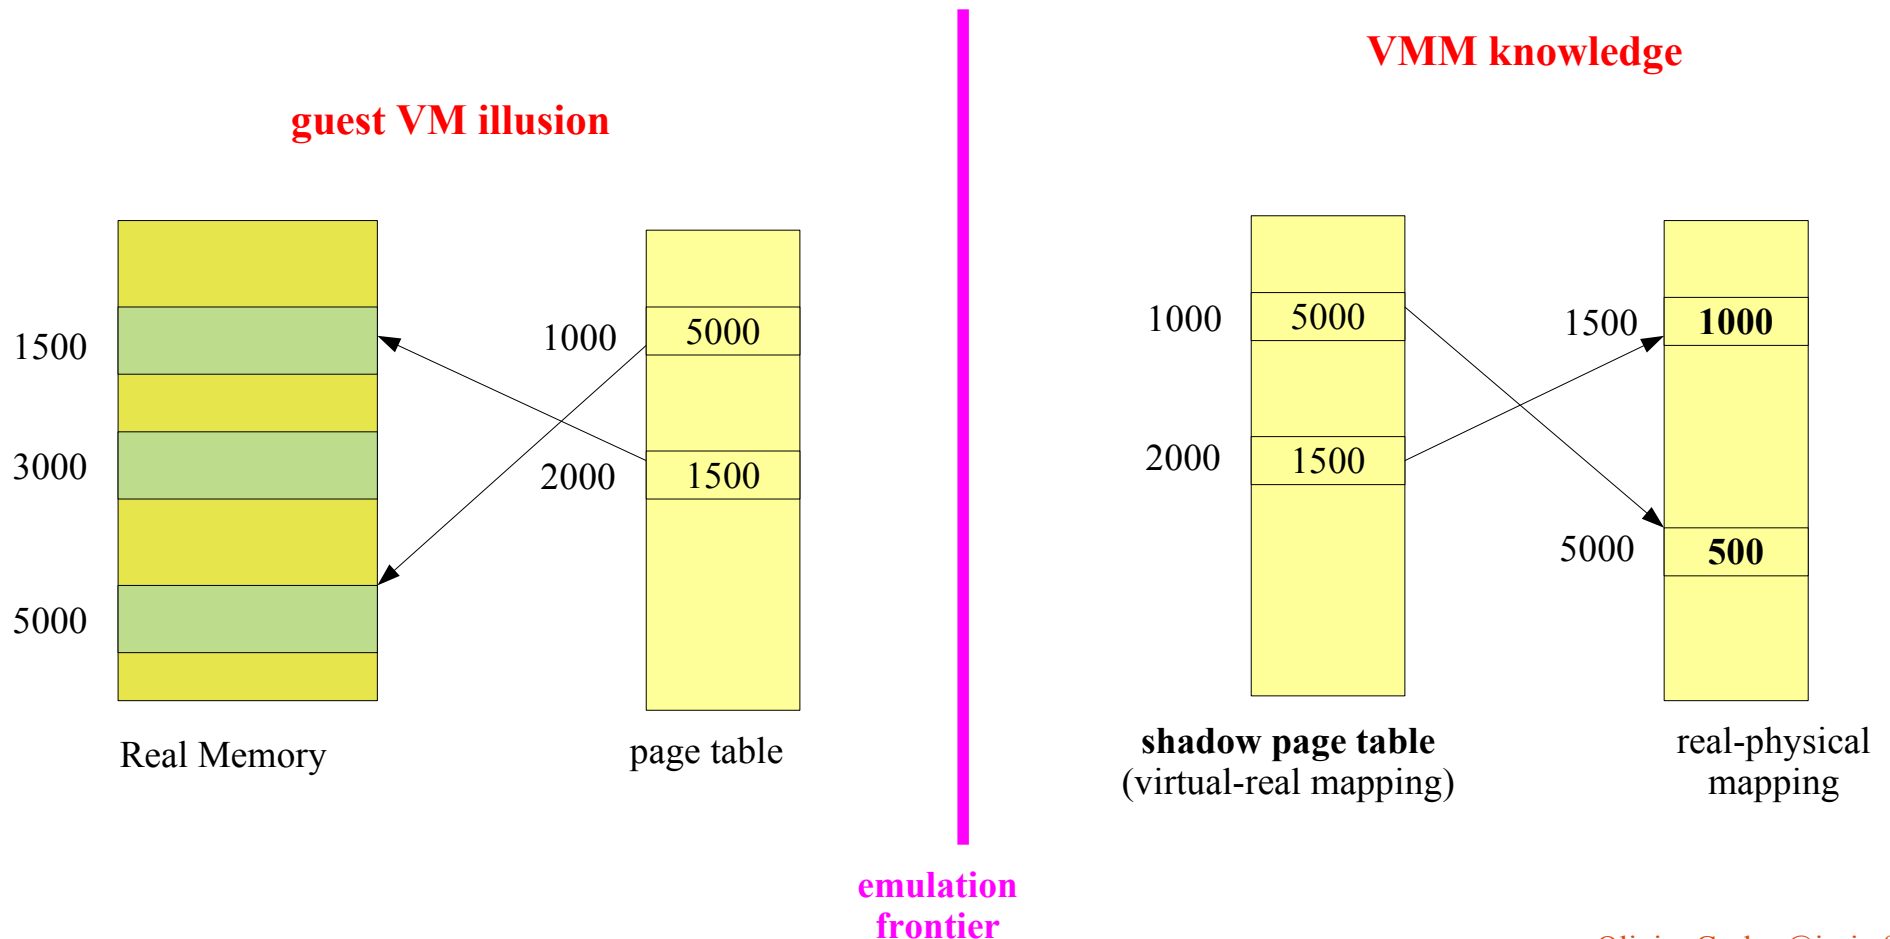 VMM knowledge
guest VM illusion
1500
3000
5000
1000
5000
2000
1500
Real Memory
page table
1000
5000
2000
1500
1500
1000
5000
500
shadow page table
(virtual-real mapping)
real-physical
mapping
emulation
frontier